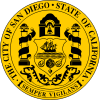 THE CITY OF SAN DIEGO • STATE OF CALIFORNIA
SEMPER VIGILANS